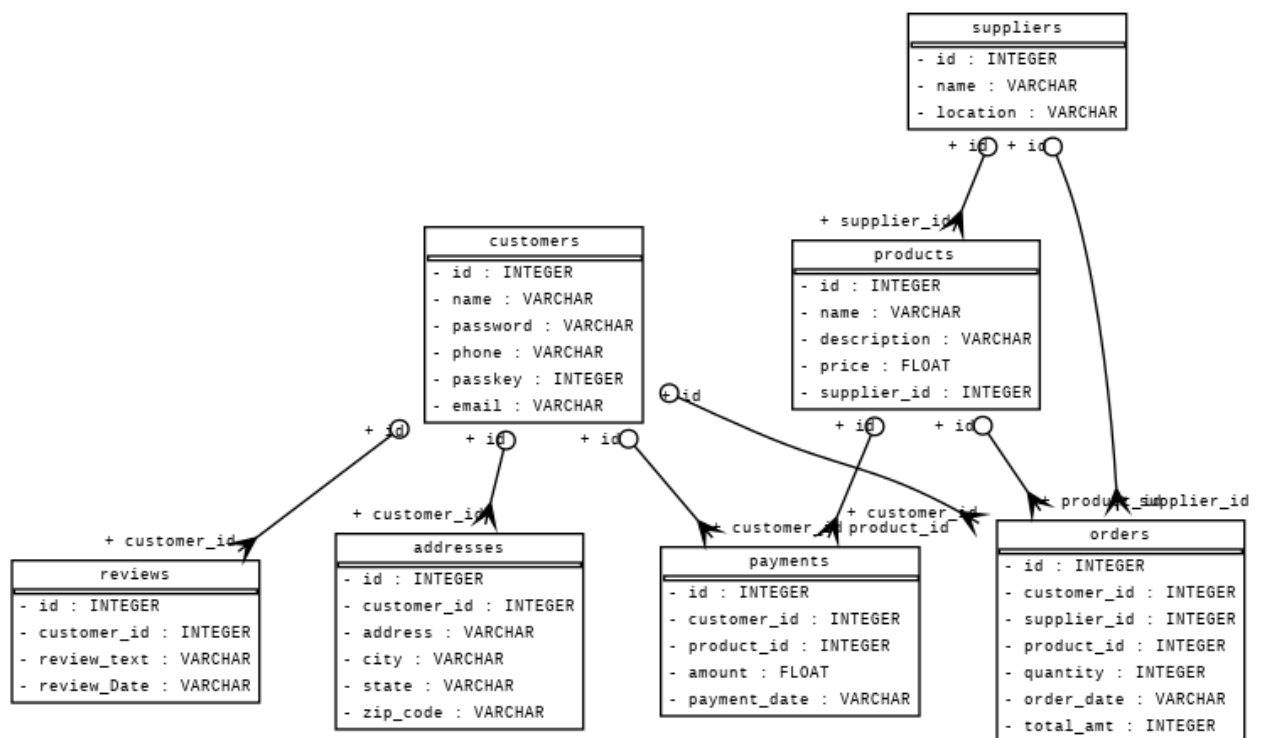 suppliers
- id : INTEGER
- name : VARCHAR
- location : VARCHAR
+ id
+ id
+ supplier_id
customers
- id : INTEGER
- name : VARCHAR
- password : VARCHAR
- phone : VARCHAR
- passkey : INTEGER
- email : VARCHAR
products
- id : INTEGER
- name : VARCHAR
- description : VARCHAR
- price : FLOAT
- supplier_id : INTEGER
+ id
+ id
+ id
+ id
+ id
+ id
+ customer_id
+ customer_id
+ customer_id
+ product_id
+ customer_id
+ product_id
+ supplier_id
reviews
- id : INTEGER
- customer_id : INTEGER
- review_text : VARCHAR
- review_Date : VARCHAR
addresses
- id : INTEGER
- customer_id : INTEGER
- address : VARCHAR
- city : VARCHAR
- state : VARCHAR
- zip_code : VARCHAR
payments
- id : INTEGER
- customer_id : INTEGER
- product_id : INTEGER
- amount : FLOAT
- payment_date : VARCHAR
orders
- id : INTEGER
- customer_id : INTEGER
- supplier_id : INTEGER
- product_id : INTEGER
- quantity : INTEGER
- order_date : VARCHAR
- total_amt : INTEGER